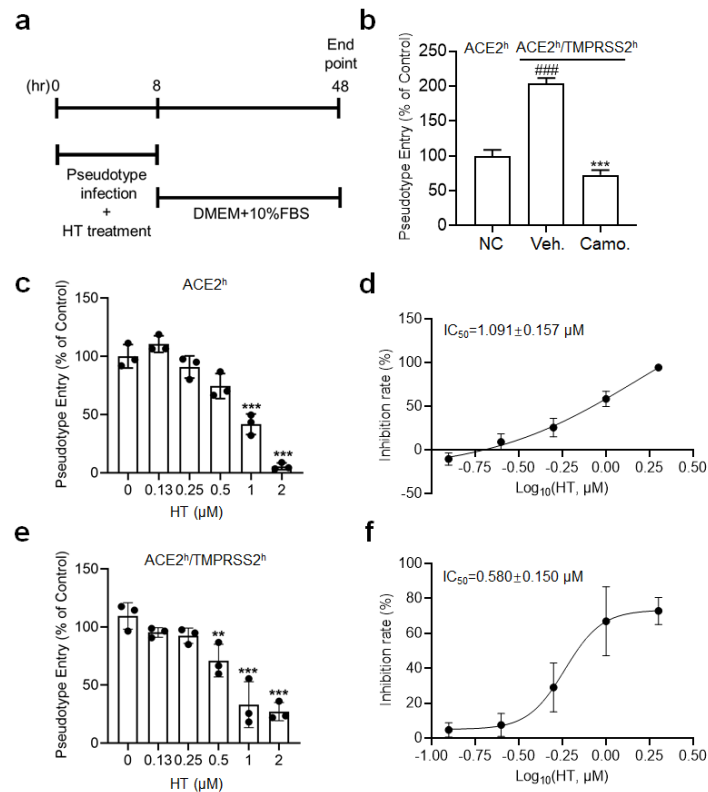 a
(hr) 0 8 48
End
point
Pseudotype
infection
+
HT treatment
DMEM+10%FBS
b
ACE2ʰ ACE2ʰ/TMPRSS2ʰ
Pseudotype Entry (% of Control)
250
200
150
100
50
0
###
***
NC Veh. Camo.
c
ACE2ʰ
Pseudotype Entry (% of Control)
150
100
50
0
***
***
0 0.13 0.25 0.5 1 2
HT (μM)
d
IC₅₀=1.091±0.157 μM
Inhibition rate (%)
150
100
50
0
-50
-0.75 -0.50 -0.25 0.00 0.25 0.50
Log₁₀(HT, μM)
e
ACE2ʰ/TMPRSS2ʰ
Pseudotype Entry (% of Control)
150
100
50
0
**
***
***
0 0.13 0.25 0.5 1 2
HT (μM)
f
IC₅₀=0.580±0.150 μM
Inhibition rate (%)
100
80
60
40
20
0
-1.00 -0.75 -0.50 -0.25 0.00 0.25 0.50
Log₁₀(HT, μM)